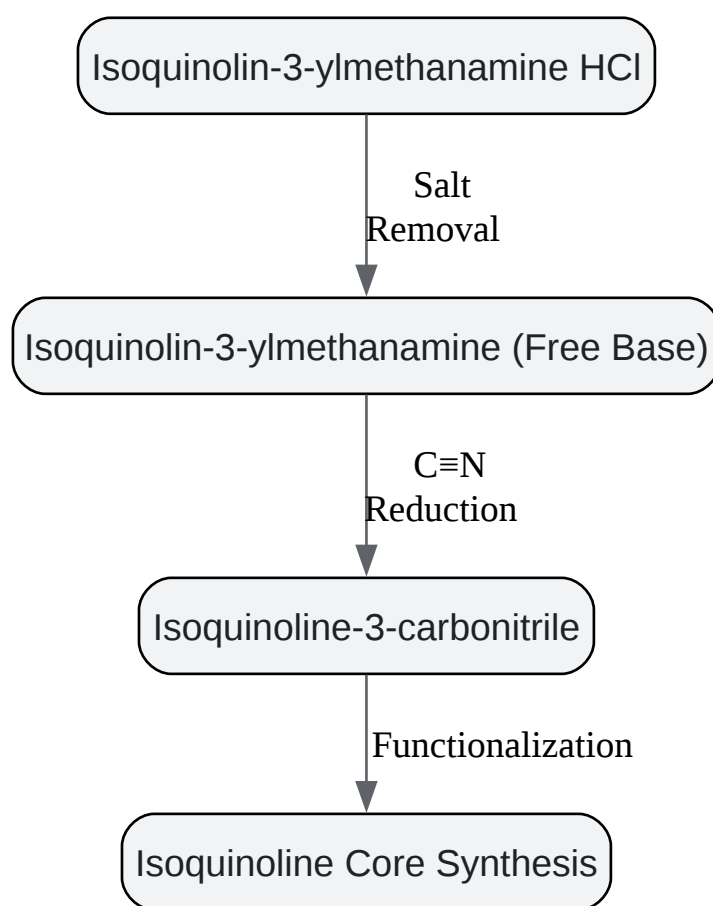 Isoquinolin-3-ylmethanamine HCl
Salt
Removal
Isoquinolin-3-ylmethanamine (Free Base)
C≡N
Reduction
Isoquinoline-3-carbonitrile
Functionalization
Isoquinoline Core Synthesis